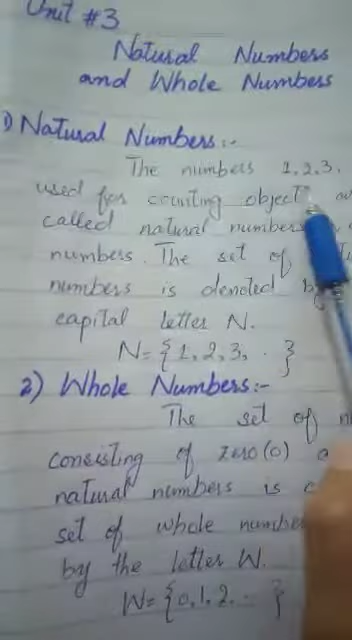 Unit #3
Natural Numbers
and Whole Numbers
1) Natural Numbers:-
The numbers 1,2,3,
used for counting object
called natural numbers
numbers. The set of
numbers is denoted
capital letter N.
N={1,2,3, . }
2) Whole Numbers:-
The set of
consisting of zero(0)
natural numbers is
set of whole numbe
by the letter W.
W={0,1,2, .. }